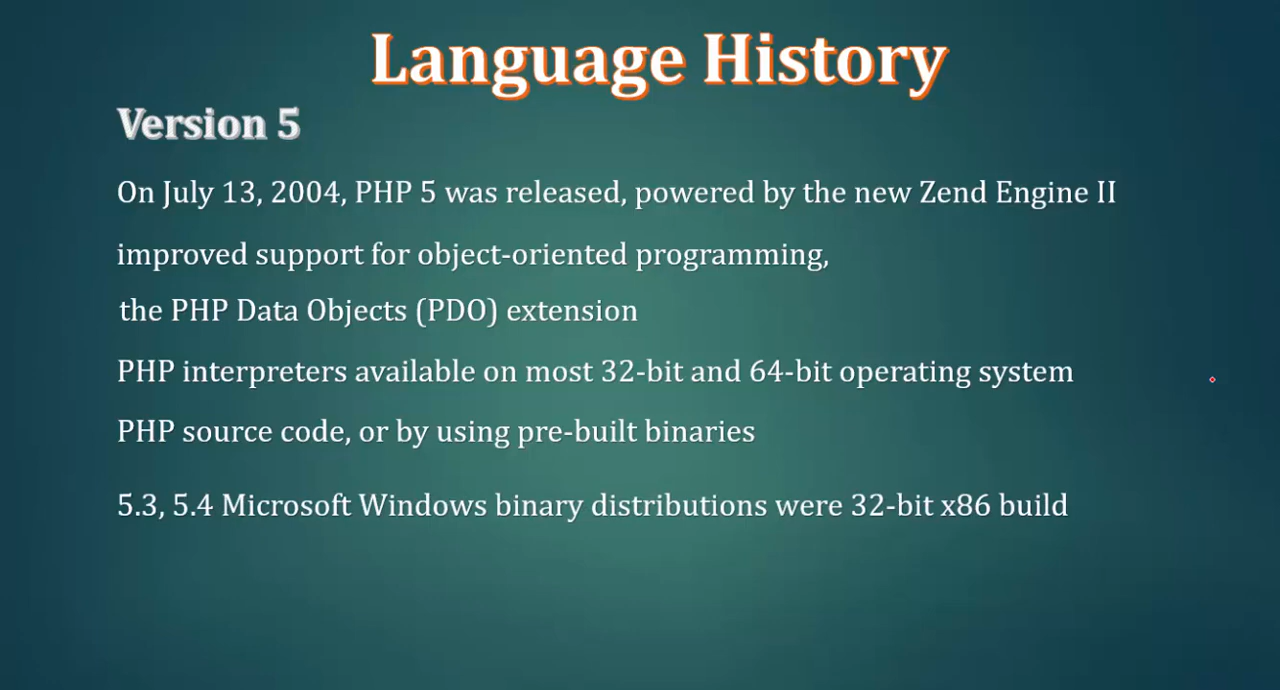 Language History
Version 5
On July 13, 2004, PHP 5 was released, powered by the new Zend Engine II
improved support for object-oriented programming,
the PHP Data Objects (PDO) extension
PHP interpreters available on most 32-bit and 64-bit operating system
PHP source code, or by using pre-built binaries
5.3, 5.4 Microsoft Windows binary distributions were 32-bit x86 build